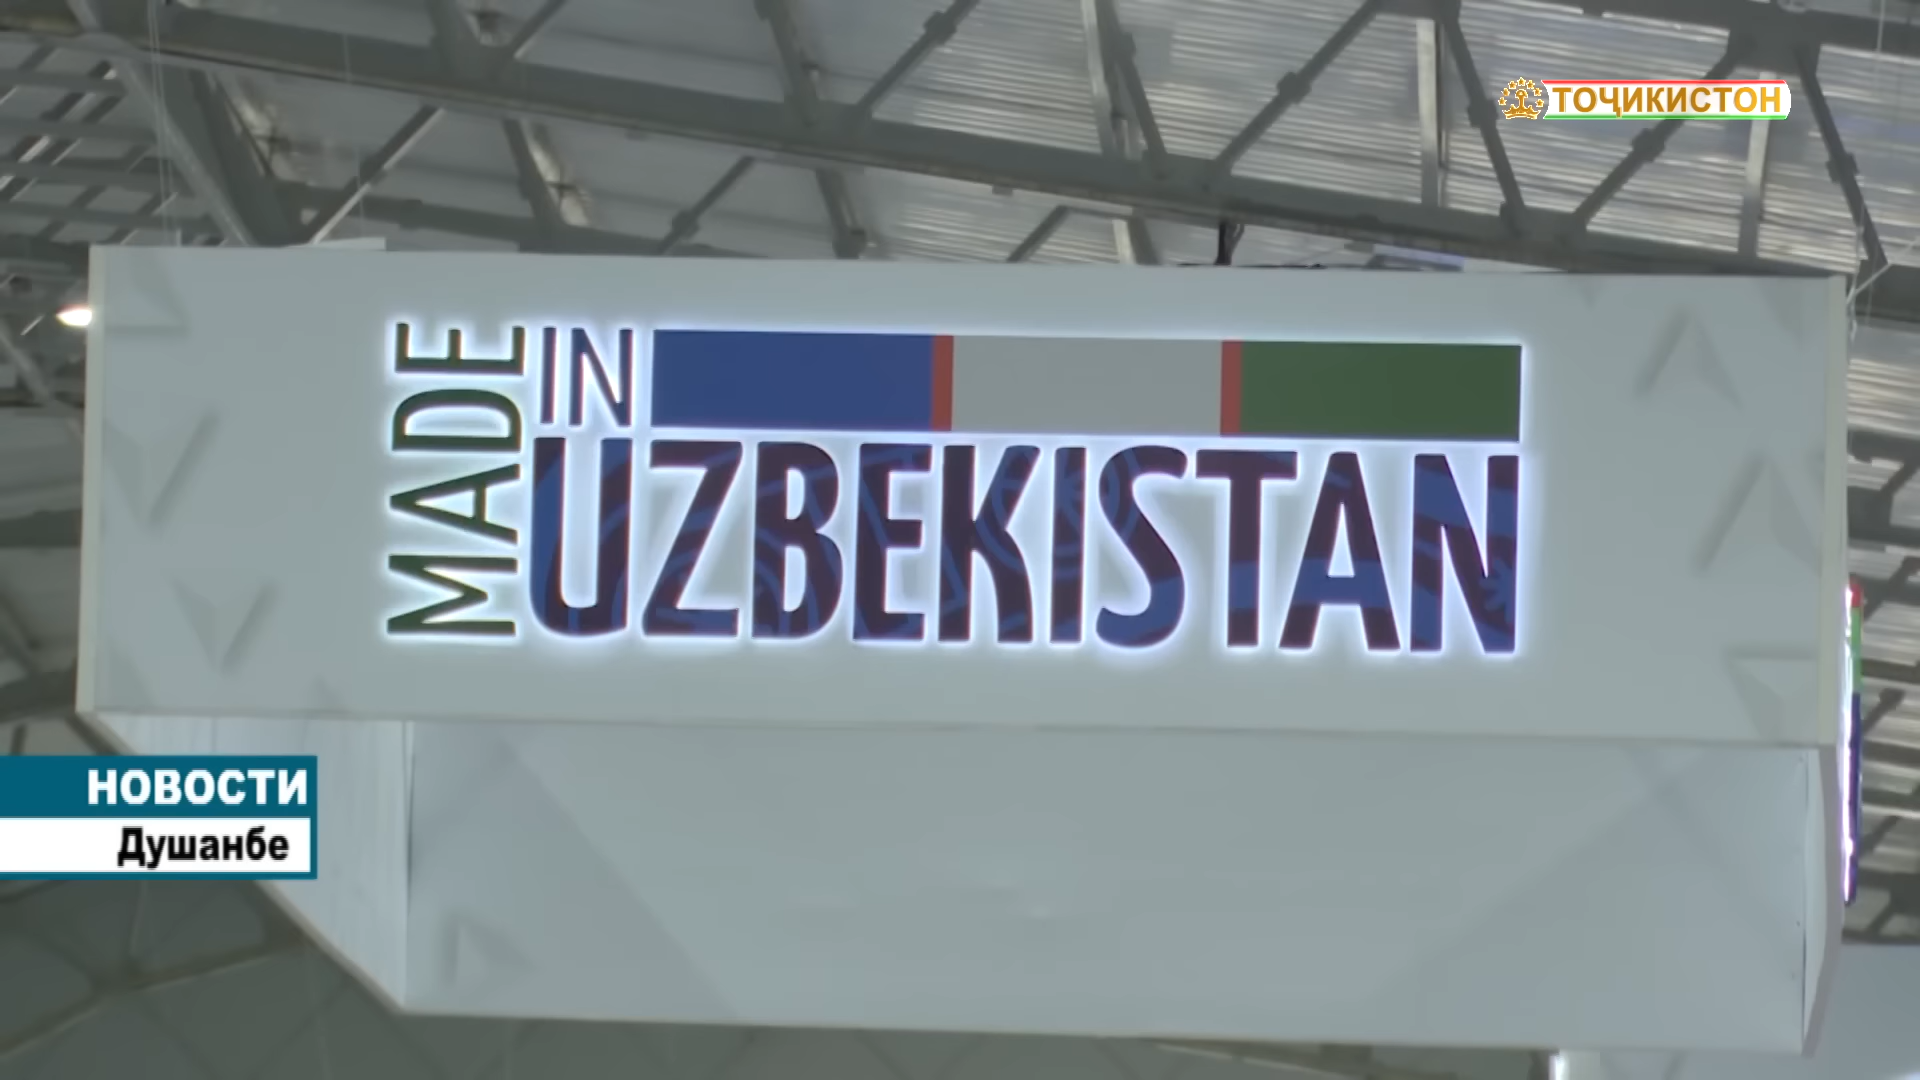 ТОҶИКИСТОН
MADE
IN
UZBEKISTAN
НОВОСТИ
Душанбе